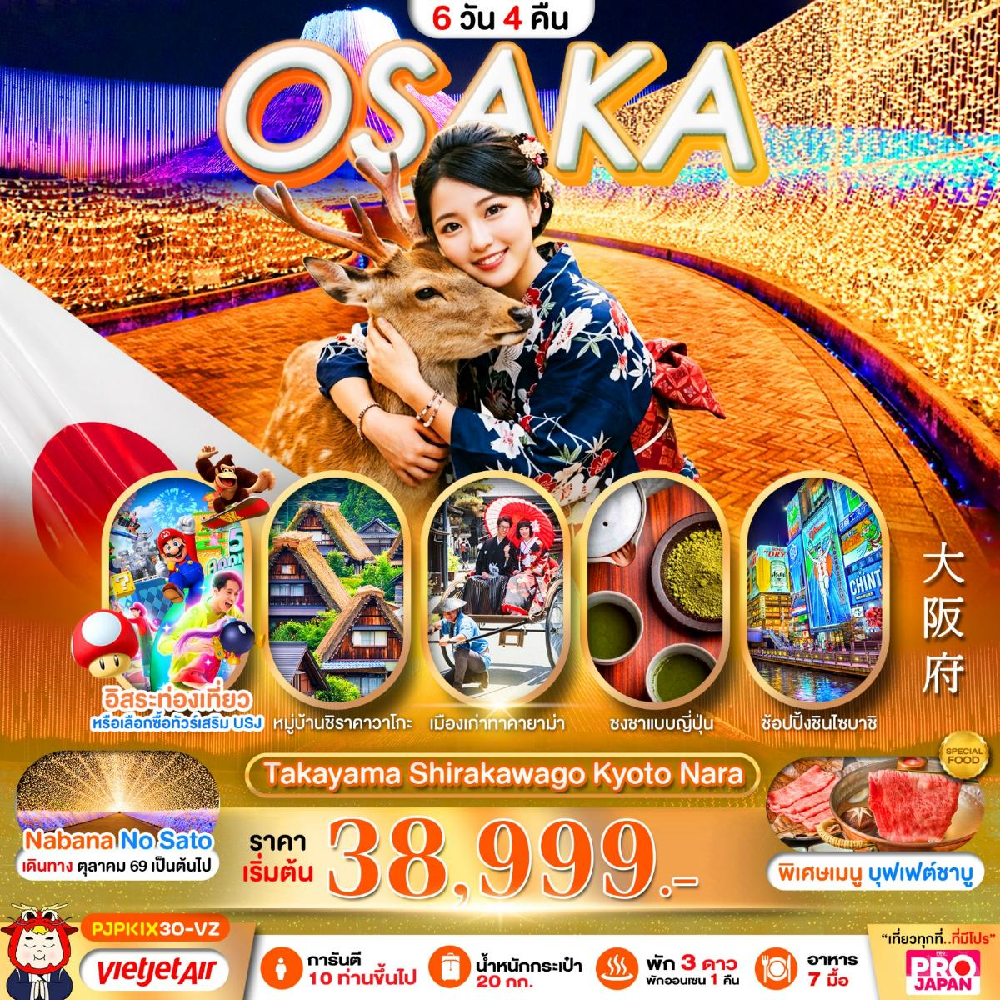 6 วัน 4 คืน
OSAKA
大阪府
อิสระท่องเที่ยว
หรือเลือกซื้อทัวร์เสริม USJ
หมู่บ้านชิราคาวาโกะ
เมืองเก่าทาคายาม่า
ชงชาแบบญี่ปุ่น
ช้อปปิ้งชินไซบาชิ
Takayama Shirakawago Kyoto Nara
SPECIAL
FOOD
Nabana No Sato
เดินทาง ตุลาคม 69 เป็นต้นไป
ราคา
เริ่มต้น 38,999.-
พิเศษเมนู บุฟเฟต์ชาบู
PJPKIX30-VZ
vietjetAir
การันตี
10 ท่านขึ้นไป
น้ำหนักกระเป๋า
20 กก.
พัก 3 ดาว
พักออนเซน 1 คืน
อาหาร
7 มื้อ
“เที่ยวทุกที่..ที่มีโปร”
PRO
JAPAN